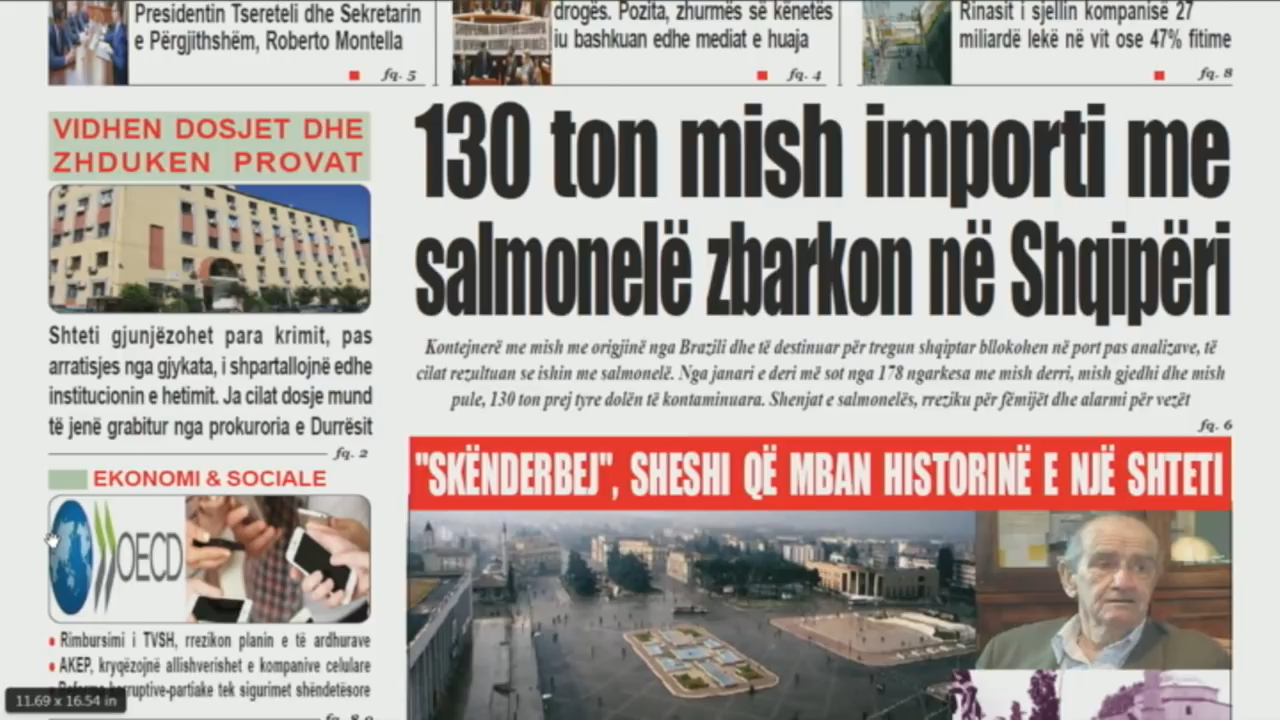 Presidentin Tsereteli dhe Sekretarin
e Përgjithshëm, Roberto Montella
fq. 5
drogës. Pozita, zhurmës së kënetës
iu bashkuan edhe mediat e huaja
fq. 4
Rinasit i sjellin kompanisë 27
miliardë lekë në vit ose 47% fitime
fq. 8
VIDHEN DOSJET DHE
ZHDUKEN PROVAT
Shteti gjunjëzohet para krimit, pas
arratisjes nga gjykata, i shpartallojnë edhe
institucionin e hetimit. Ja cilat dosje mund
të jenë grabitur nga prokuroria e Durrësit
fq. 2
EKONOMI & SOCIALE
OECD
Rimbursimi i TVSH, rrezikon planin e të ardhurave
AKEP, kryqëzojnë allishverishet e kompanive celulare
korruptive-partiake tek sigurimet shëndetësore
11.69 x 16.54 in
130 ton mish importi me
salmonelë zbarkon në Shqipëri
Kontejnerë me mish me origjinë nga Brazili dhe të destinuar për tregun shqiptar bllokohen në port pas analizave, të
cilat rezultuan se ishin me salmonelë. Nga janari e deri më sot nga 178 ngarkesa me mish derri, mish gjedhi dhe mish
pule, 130 ton prej tyre dolën të kontaminuara. Shenjat e salmonelës, rreziku për fëmijët dhe alarmi për vezët
fq. 6
"SKËNDERBEJ", SHESHI QË MBAN HISTORINË E NJË SHTETI